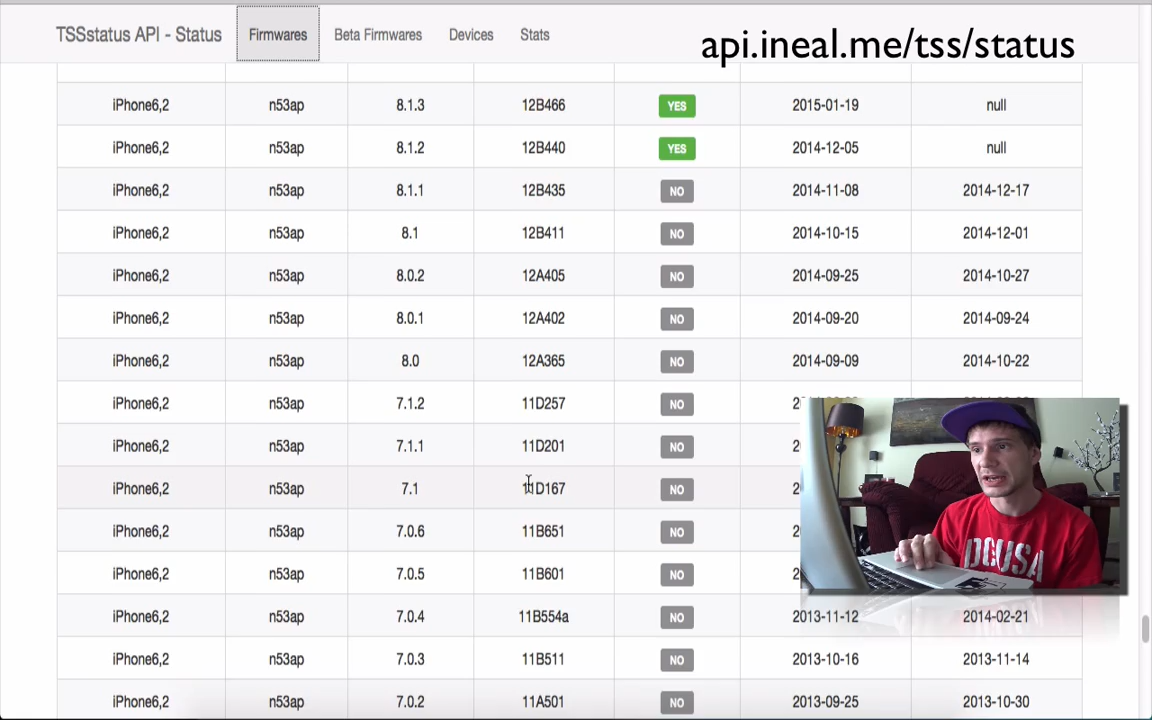 TSSstatus API - Status Firmwares Beta Firmwares Devices Stats
api.ineal.me/tss/status
iPhone6,2 n53ap 8.1.3 12B466 YES 2015-01-19 null
iPhone6,2 n53ap 8.1.2 12B440 YES 2014-12-05 null
iPhone6,2 n53ap 8.1.1 12B435 NO 2014-11-08 2014-12-17
iPhone6,2 n53ap 8.1 12B411 NO 2014-10-15 2014-12-01
iPhone6,2 n53ap 8.0.2 12A405 NO 2014-09-25 2014-10-27
iPhone6,2 n53ap 8.0.1 12A402 NO 2014-09-20 2014-09-24
iPhone6,2 n53ap 8.0 12A365 NO 2014-09-09 2014-10-22
iPhone6,2 n53ap 7.1.2 11D257 NO
iPhone6,2 n53ap 7.1.1 11D201 NO
iPhone6,2 n53ap 7.1 11D167 NO
iPhone6,2 n53ap 7.0.6 11B651 NO
iPhone6,2 n53ap 7.0.5 11B601 NO
iPhone6,2 n53ap 7.0.4 11B554a NO 2013-11-12 2014-02-21
iPhone6,2 n53ap 7.0.3 11B511 NO 2013-10-16 2013-11-14
iPhone6,2 n53ap 7.0.2 11A501 NO 2013-09-25 2013-10-30
DCUSA